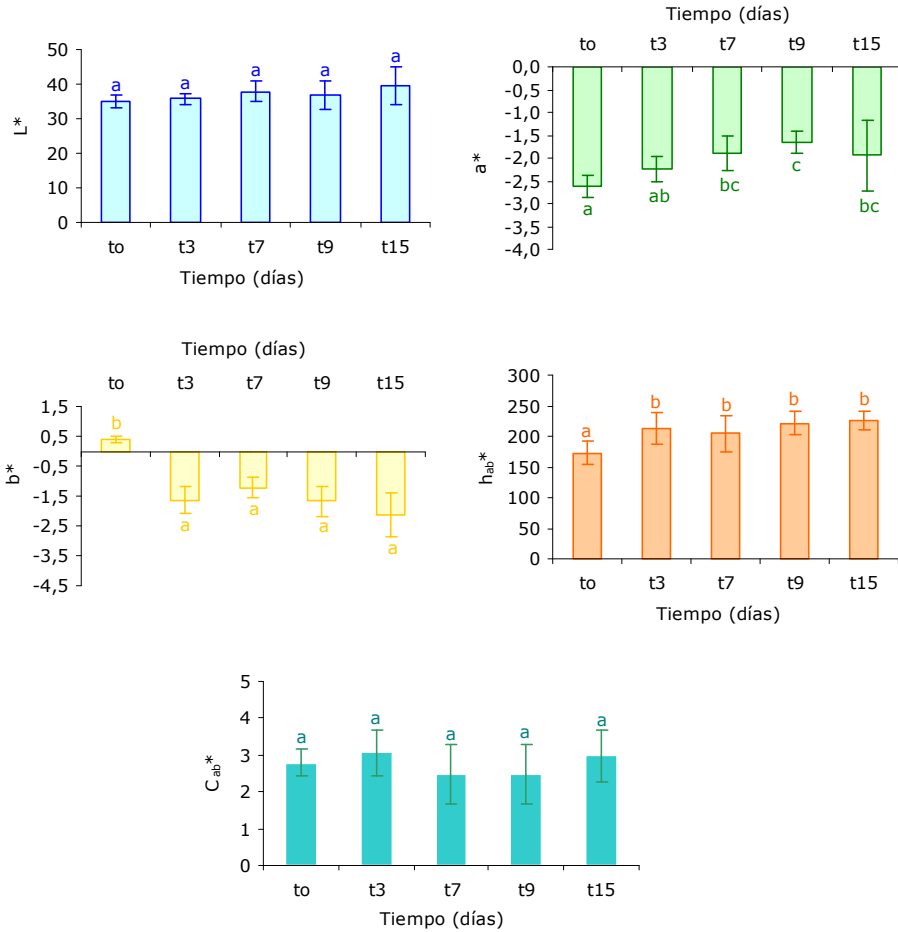 50
40
30
20
10
0
L*
a a a a a
to t3 t7 t9 t15
Tiempo (días)
Tiempo (días)
to t3 t7 t9 t15
0,0
-0,5
-1,0
-1,5
-2,0
-2,5
-3,0
-3,5
-4,0
a*
a ab bc c bc
Tiempo (días)
to t3 t7 t9 t15
1,5
0,5
-0,5
-1,5
-2,5
-3,5
-4,5
b*
b a a a a
300
250
200
150
100
50
0
hab*
a b b b b
to t3 t7 t9 t15
Tiempo (días)
5
4
3
2
1
0
Cab*
a a a a a
to t3 t7 t9 t15
Tiempo (días)